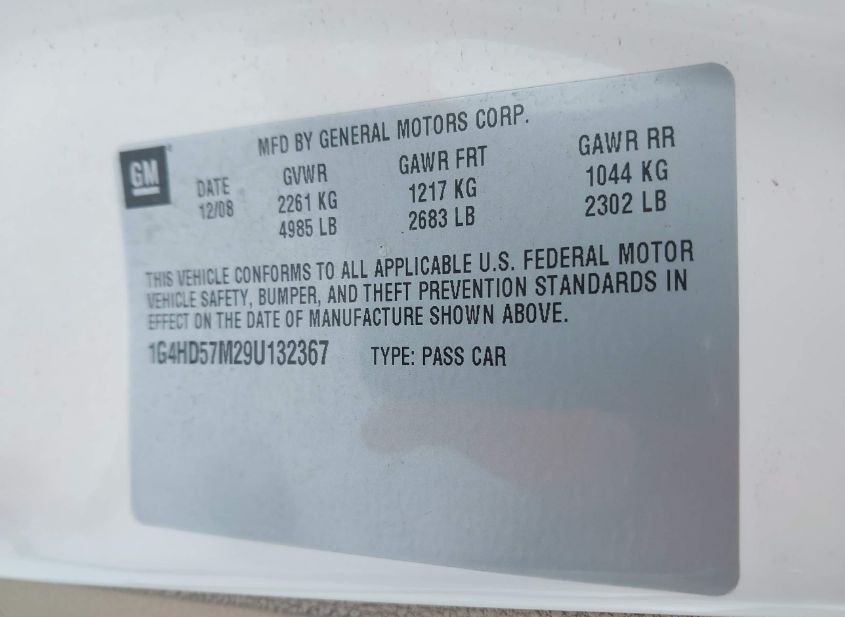 MFD BY GENERAL MOTORS CORP.
GM
DATE GVWR GAWR FRT GAWR RR
12/08 2261 KG 1217 KG 1044 KG
4985 LB 2683 LB 2302 LB
THIS VEHICLE CONFORMS TO ALL APPLICABLE U.S. FEDERAL MOTOR
VEHICLE SAFETY, BUMPER, AND THEFT PREVENTION STANDARDS IN
EFFECT ON THE DATE OF MANUFACTURE SHOWN ABOVE.
1G4HD57M29U132367 TYPE: PASS CAR